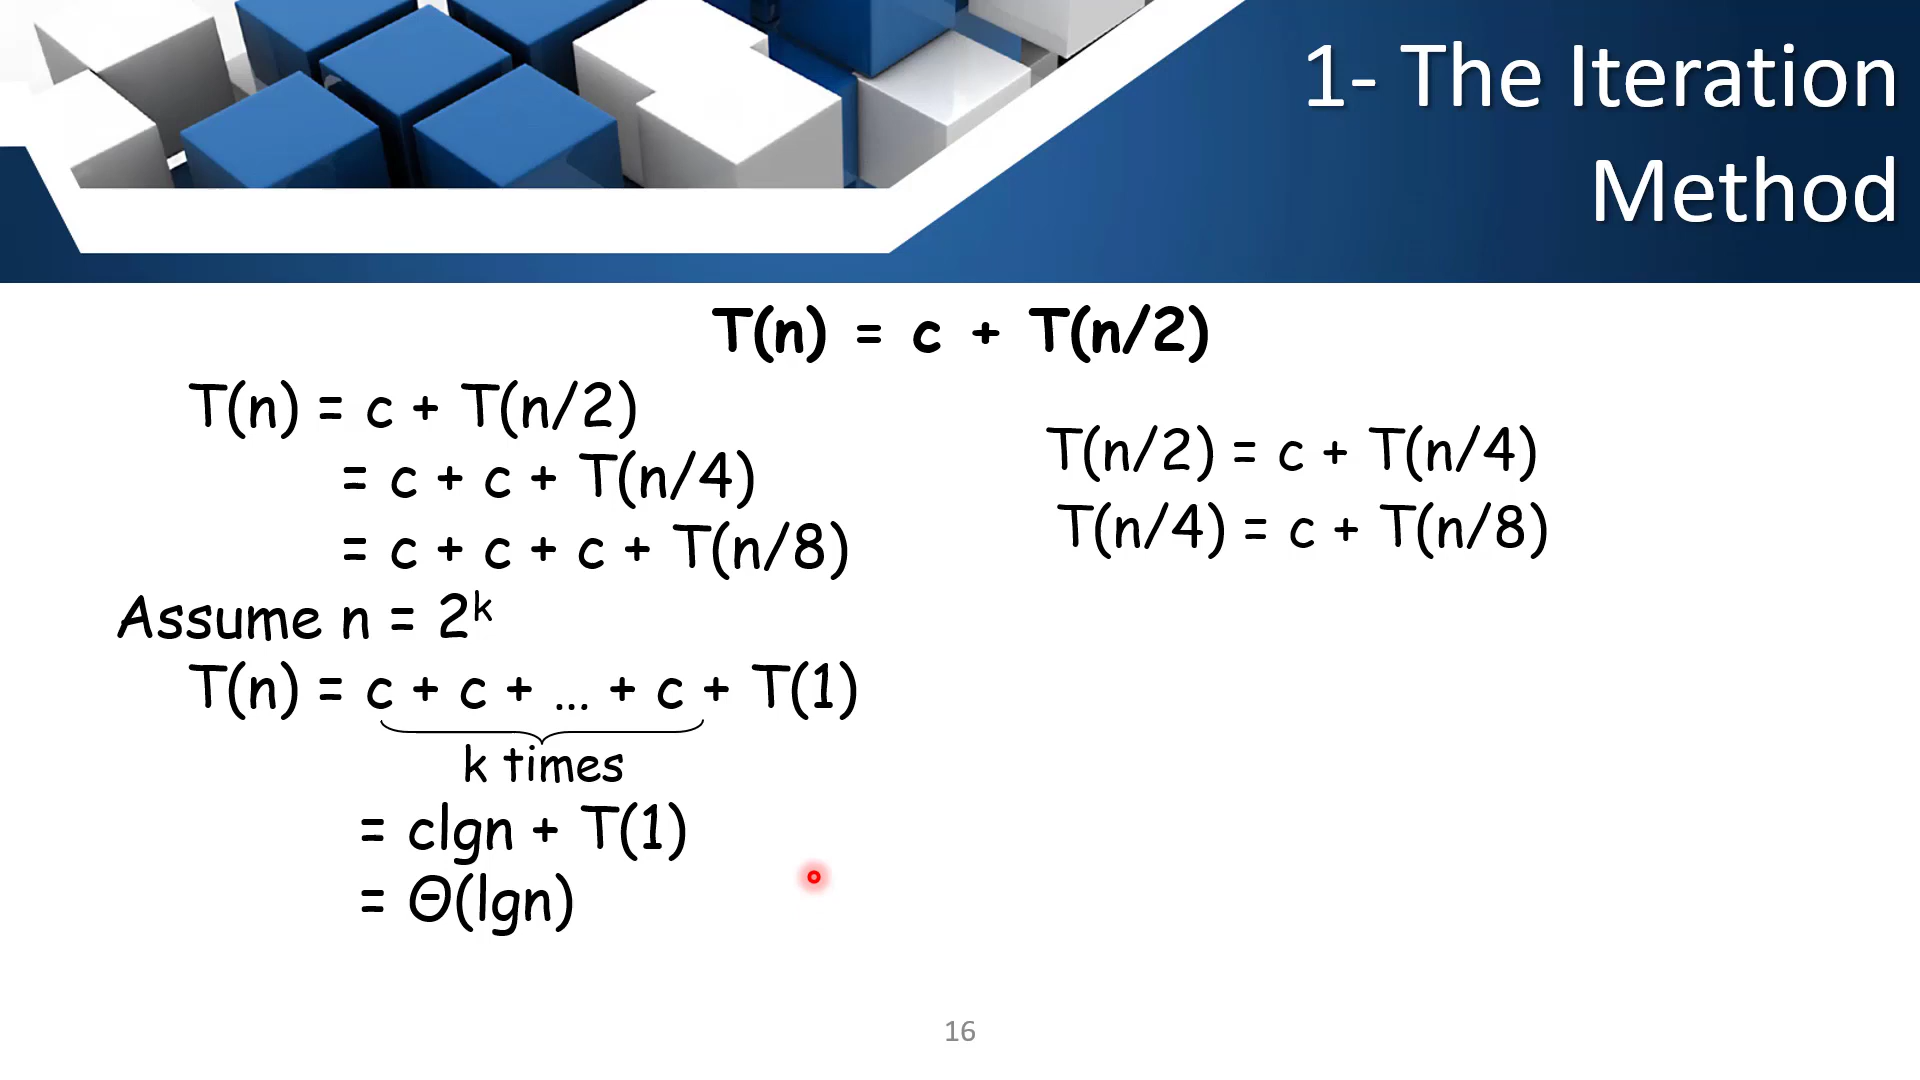 1- The Iteration
Method
T(n) = c + T(n/2)
T(n) = c + T(n/2)
= c + c + T(n/4)
= c + c + c + T(n/8)
T(n/2) = c + T(n/4)
T(n/4) = c + T(n/8)
Assume n = 2ᵏ
T(n) = c + c + … + c + T(1)
k times
= clgn + T(1)
= Θ(lgn)
16